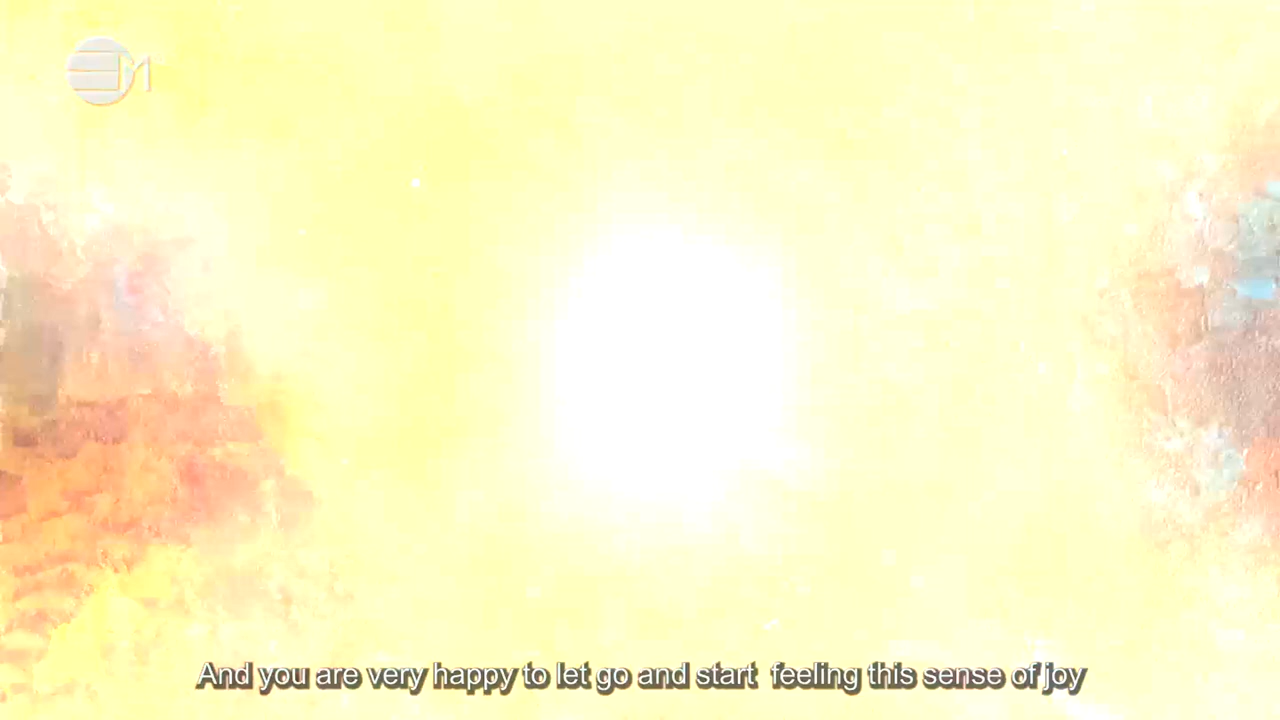 And you are very happy to let go and start  feeling this sense of joy